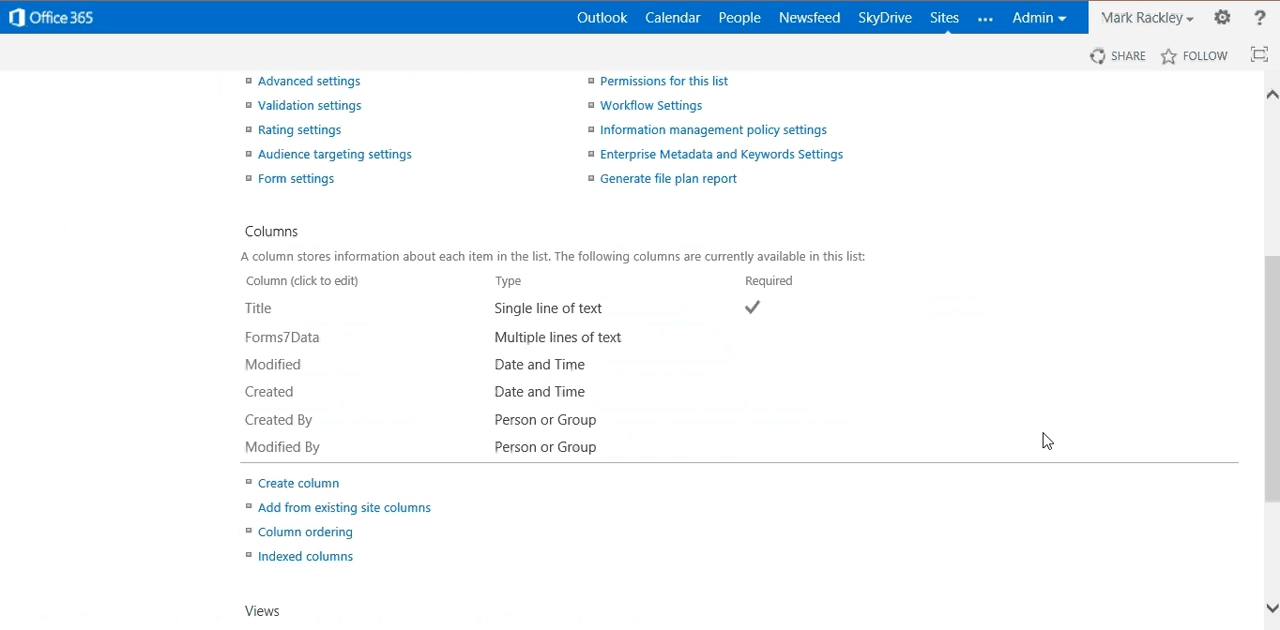 Office 365 Outlook Calendar People Newsfeed SkyDrive Sites ... Admin Mark Rackley ?
SHARE FOLLOW
Advanced settings Permissions for this list
Validation settings Workflow Settings
Rating settings Information management policy settings
Audience targeting settings Enterprise Metadata and Keywords Settings
Form settings Generate file plan report
Columns
A column stores information about each item in the list. The following columns are currently available in this list:
Column (click to edit) Type Required
Title Single line of text
Forms7Data Multiple lines of text
Modified Date and Time
Created Date and Time
Created By Person or Group
Modified By Person or Group
Create column
Add from existing site columns
Column ordering
Indexed columns
Views